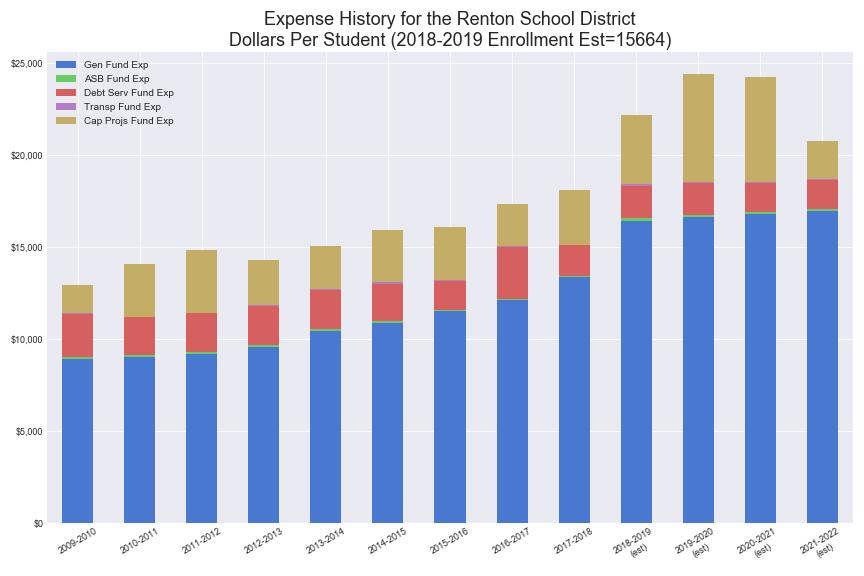 Expense History for the Renton School District
Dollars Per Student (2018-2019 Enrollment Est=15664)
Gen Fund Exp
ASB Fund Exp
Debt Serv Fund Exp
Transp Fund Exp
Cap Projs Fund Exp
$25,000
$20,000
$15,000
$10,000
$5,000
$0
2009-2010
2010-2011
2011-2012
2012-2013
2013-2014
2014-2015
2015-2016
2016-2017
2017-2018
2018-2019
(est)
2019-2020
(est)
2020-2021
(est)
2021-2022
(est)